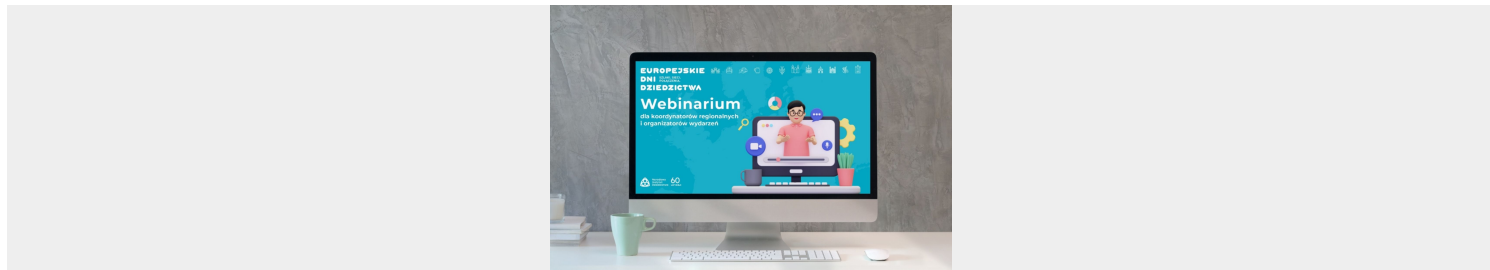 EUROPEJSKIE
DNI
DZIEDZICTWA
Webinarium
dla koordynatorów regionalnych
i organizatorów wydarzeń
60